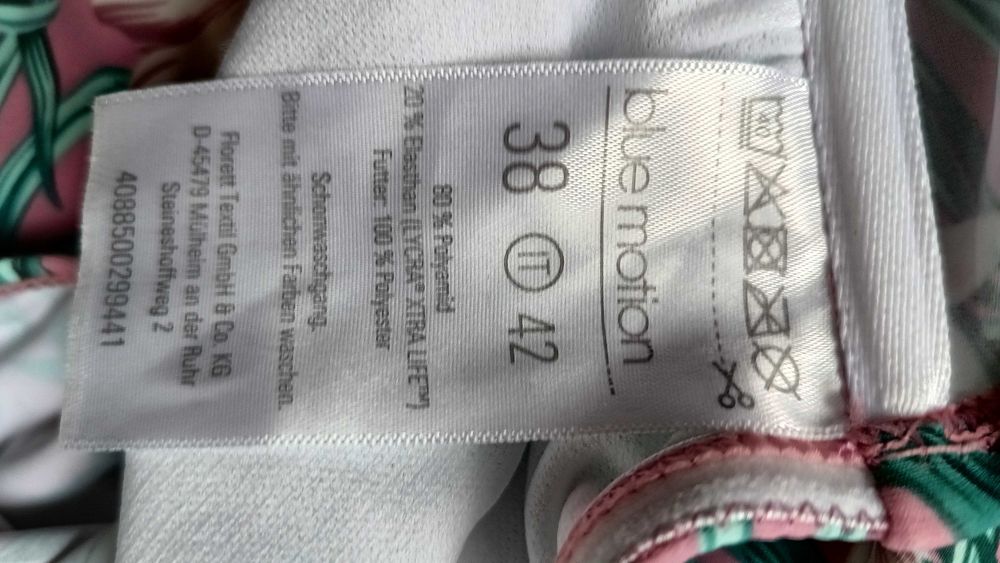 40
blue motion
38 IT 42
80 % Polyamid
20 % Elasthan (LYCRA® XTRA LIFE™)
Futter: 100 % Polyester
Schonwaschgang.
Bitte mit ähnlichen Farben waschen.
Florett Textil GmbH & Co. KG
D-45479 Mülheim an der Ruhr
Steineshoffweg 2
4088500299441